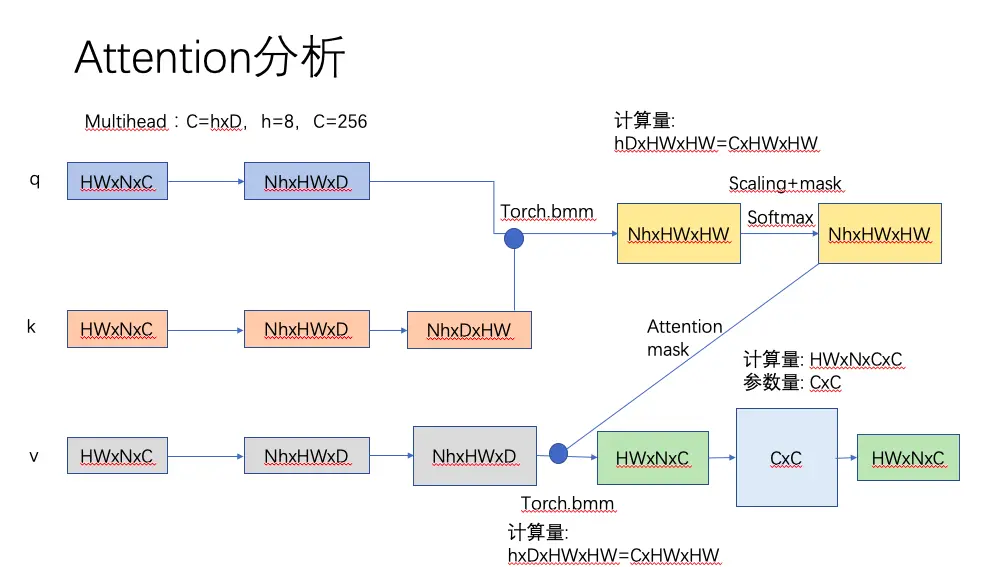 Attention分析
Multihead：C=hxD，h=8，C=256
计算量:
hDxHWxHW=CxHWxHW
q
HWxNxC
NhxHWxD
Torch.bmm
NhxHWxHW
Scaling+mask
Softmax
NhxHWxHW
k
HWxNxC
NhxHWxD
NhxDxHW
Attention
mask
计算量: HWxNxCxC
参数量: CxC
v
HWxNxC
NhxHWxD
NhxHWxD
HWxNxC
CxC
HWxNxC
Torch.bmm
计算量:
hxDxHWxHW=CxHWxHW